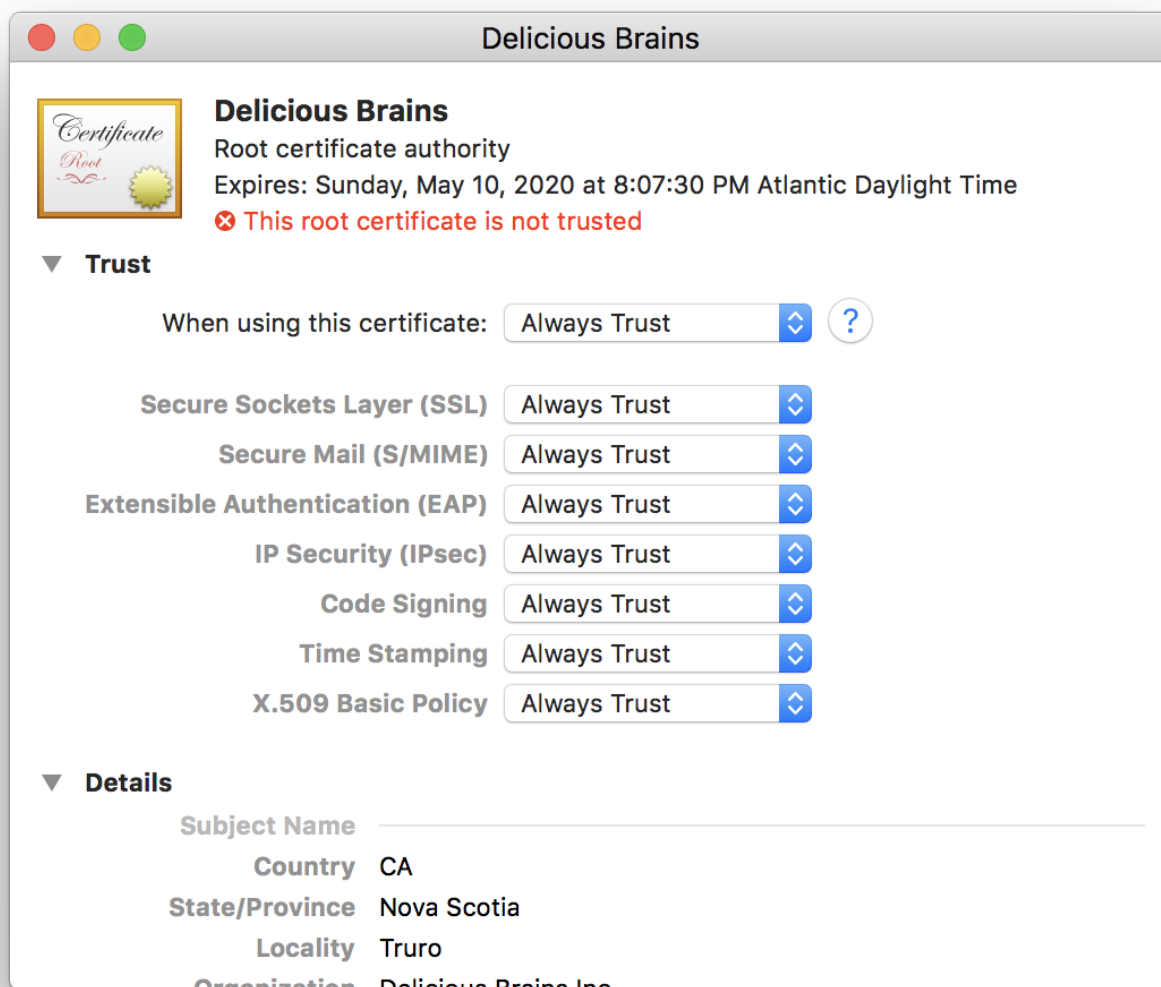 Delicious Brains
Certificate
Root
Delicious Brains
Root certificate authority
Expires: Sunday, May 10, 2020 at 8:07:30 PM Atlantic Daylight Time
This root certificate is not trusted
Trust
When using this certificate: Always Trust ?
Secure Sockets Layer (SSL) Always Trust
Secure Mail (S/MIME) Always Trust
Extensible Authentication (EAP) Always Trust
IP Security (IPsec) Always Trust
Code Signing Always Trust
Time Stamping Always Trust
X.509 Basic Policy Always Trust
Details
Subject Name
Country CA
State/Province Nova Scotia
Locality Truro
Organization Delicious Brains Inc